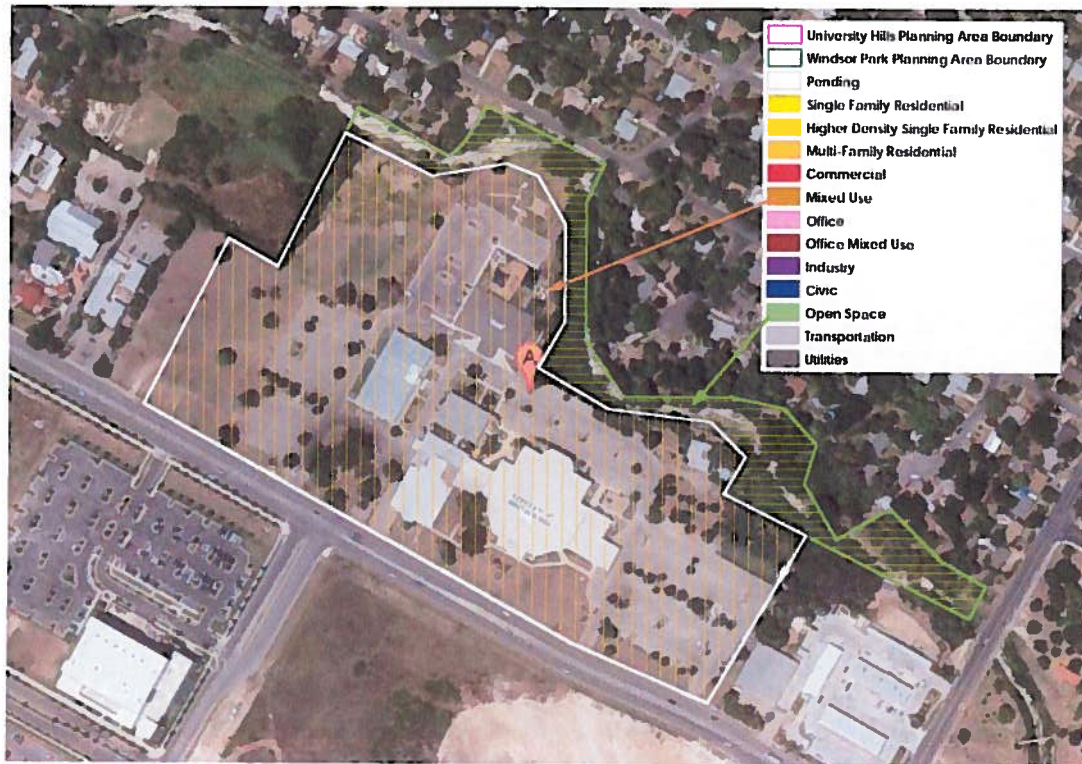 University Hills Planning Area Boundary
Windsor Park Planning Area Boundary
Pending
Single Family Residential
Higher Density Single Family Residential
Multi-Family Residential
Commercial
Mixed Use
Office
Office Mixed Use
Industry
Civic
Open Space
Transportation
Utilities
A